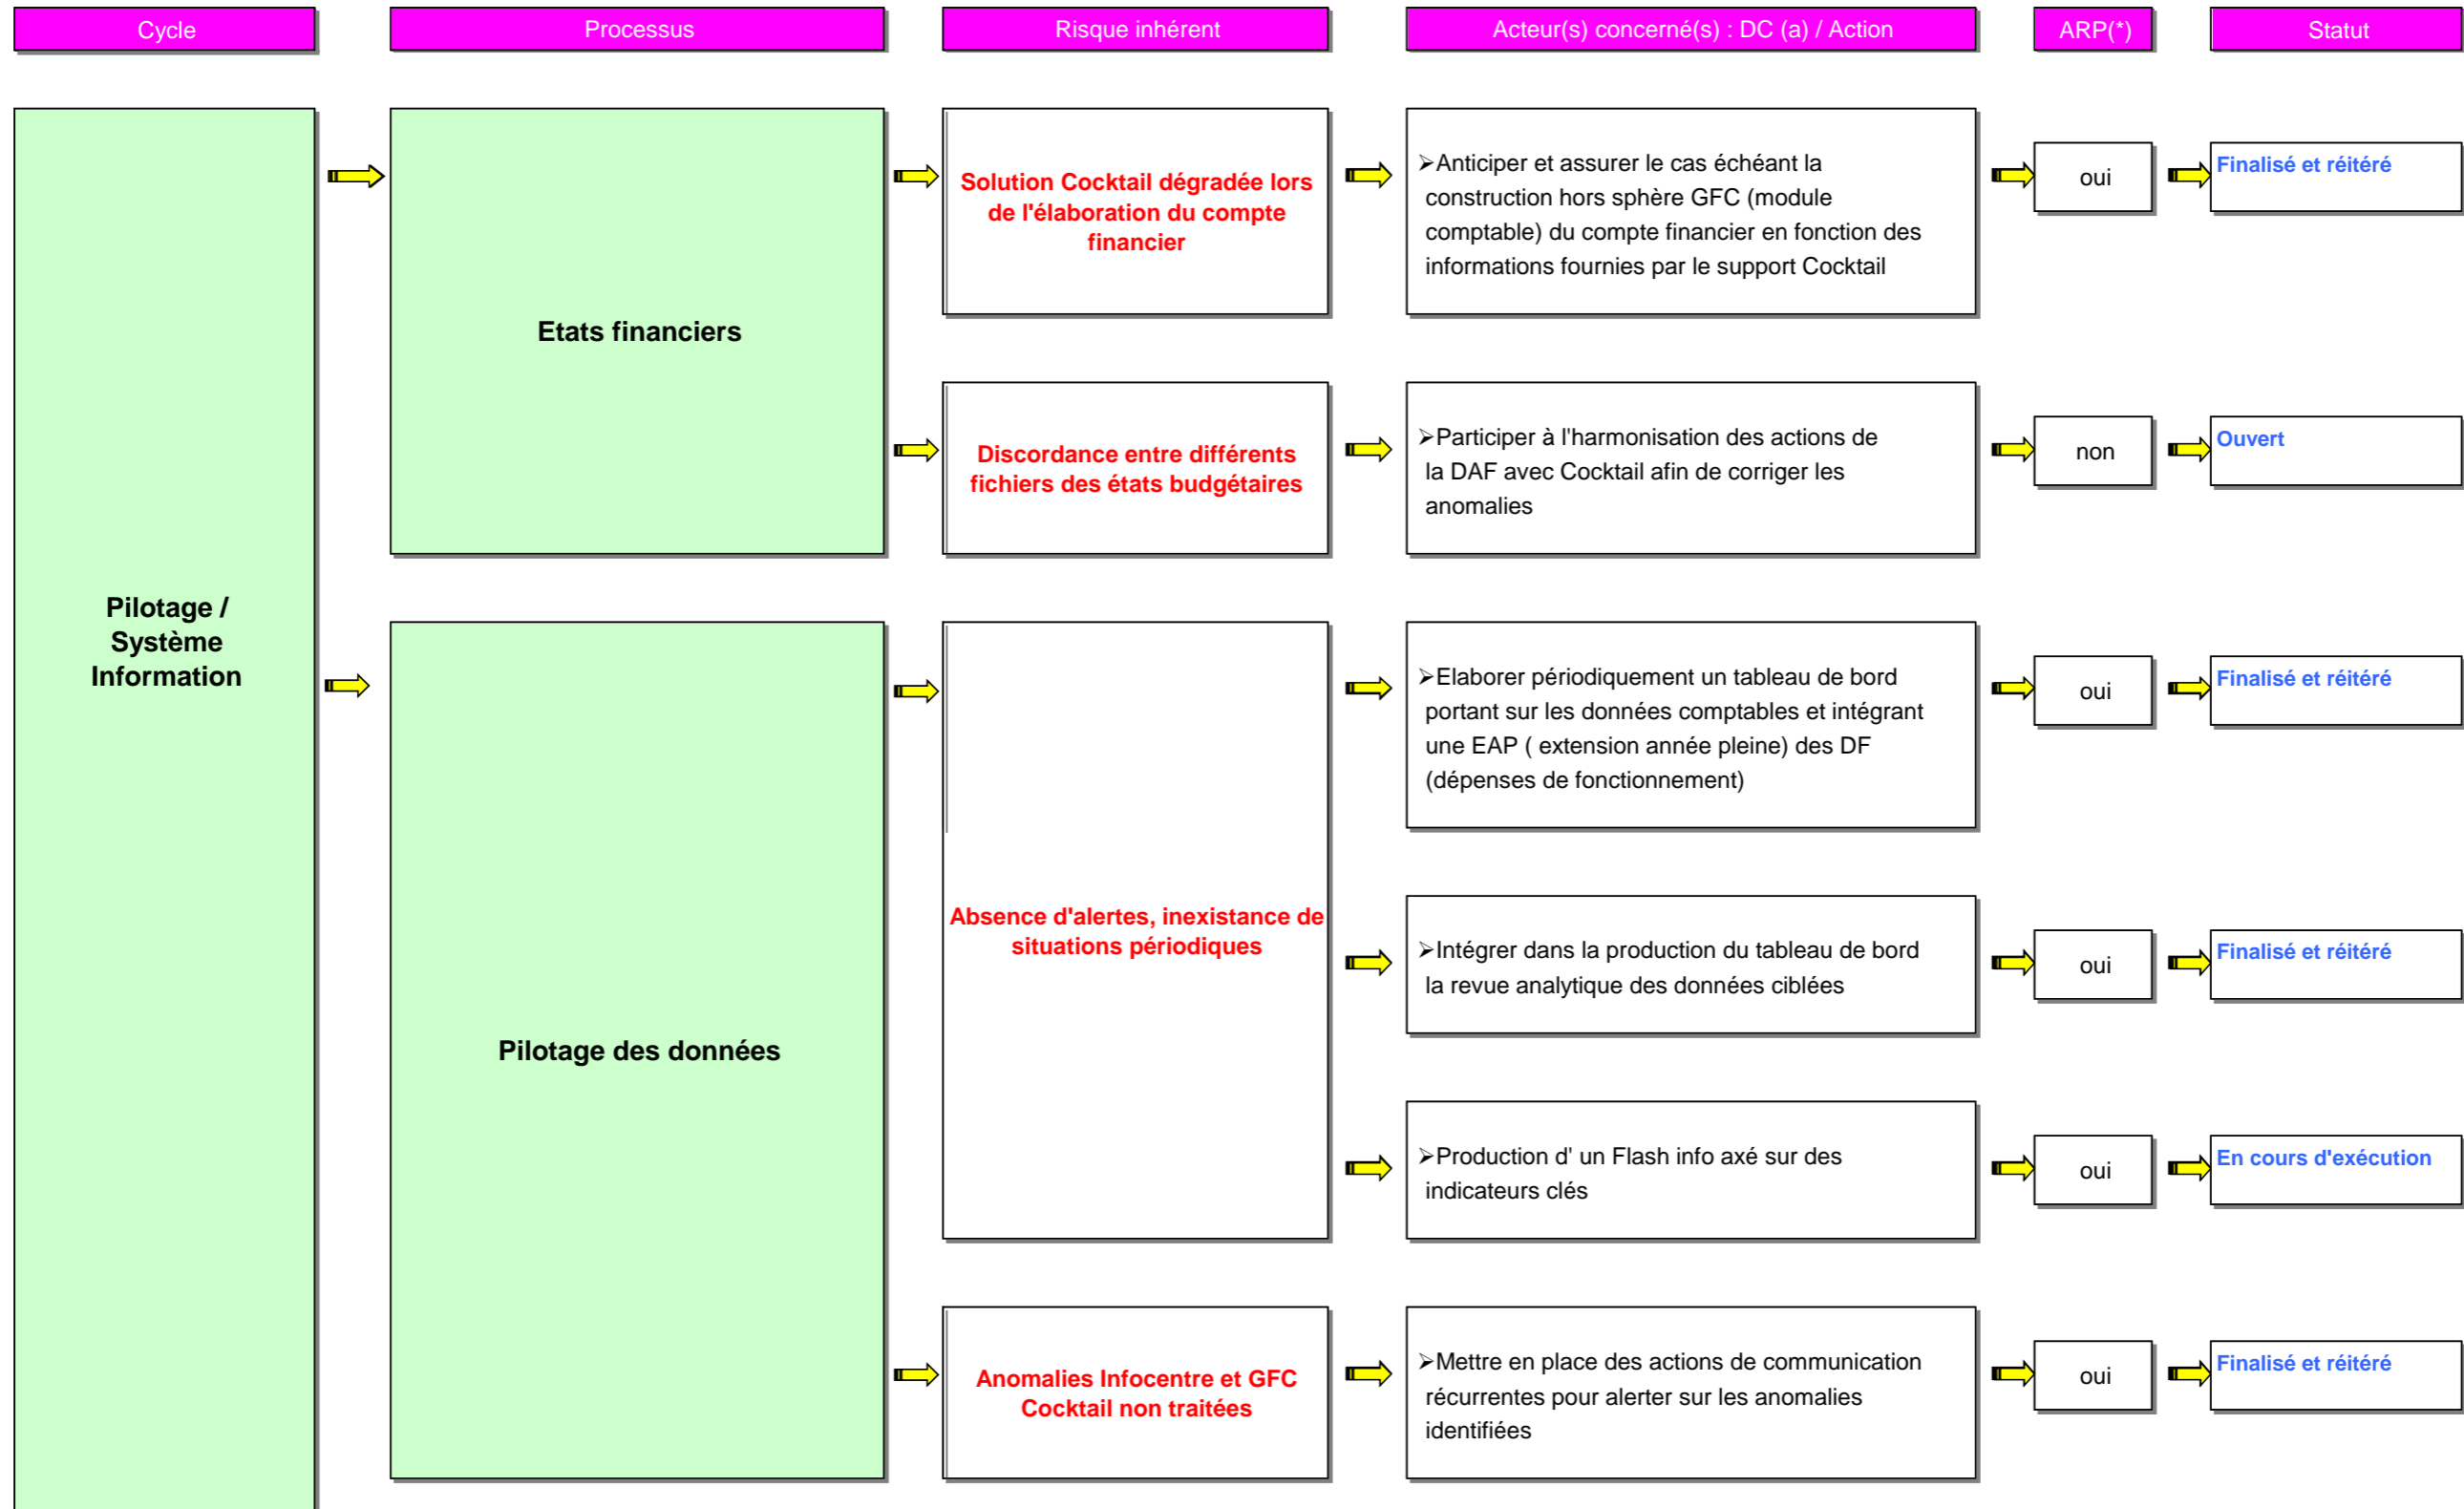 Cycle
Processus
Risque inhérent
Acteur(s) concerné(s) : DC (a) / Action
ARP(*)
Statut
Pilotage /
Système
Information
Etats financiers
Solution Cocktail dégradée lors
de l'élaboration du compte
financier
➢Anticiper et assurer le cas échéant la
construction hors sphère GFC (module
comptable) du compte financier en fonction des
informations fournies par le support Cocktail
oui
Finalisé et réitéré
Discordance entre différents
fichiers des états budgétaires
➢Participer à l'harmonisation des actions de
la DAF avec Cocktail afin de corriger les
anomalies
non
Ouvert
Pilotage des données
Absence d'alertes, inexistance de
situations périodiques
➢Elaborer périodiquement un tableau de bord
portant sur les données comptables et intégrant
une EAP ( extension année pleine) des DF
(dépenses de fonctionnement)
oui
Finalisé et réitéré
➢Intégrer dans la production du tableau de bord
la revue analytique des données ciblées
oui
Finalisé et réitéré
➢Production d' un Flash info axé sur des
indicateurs clés
oui
En cours d'exécution
Anomalies Infocentre et GFC
Cocktail non traitées
➢Mettre en place des actions de communication
récurrentes pour alerter sur les anomalies
identifiées
oui
Finalisé et réitéré